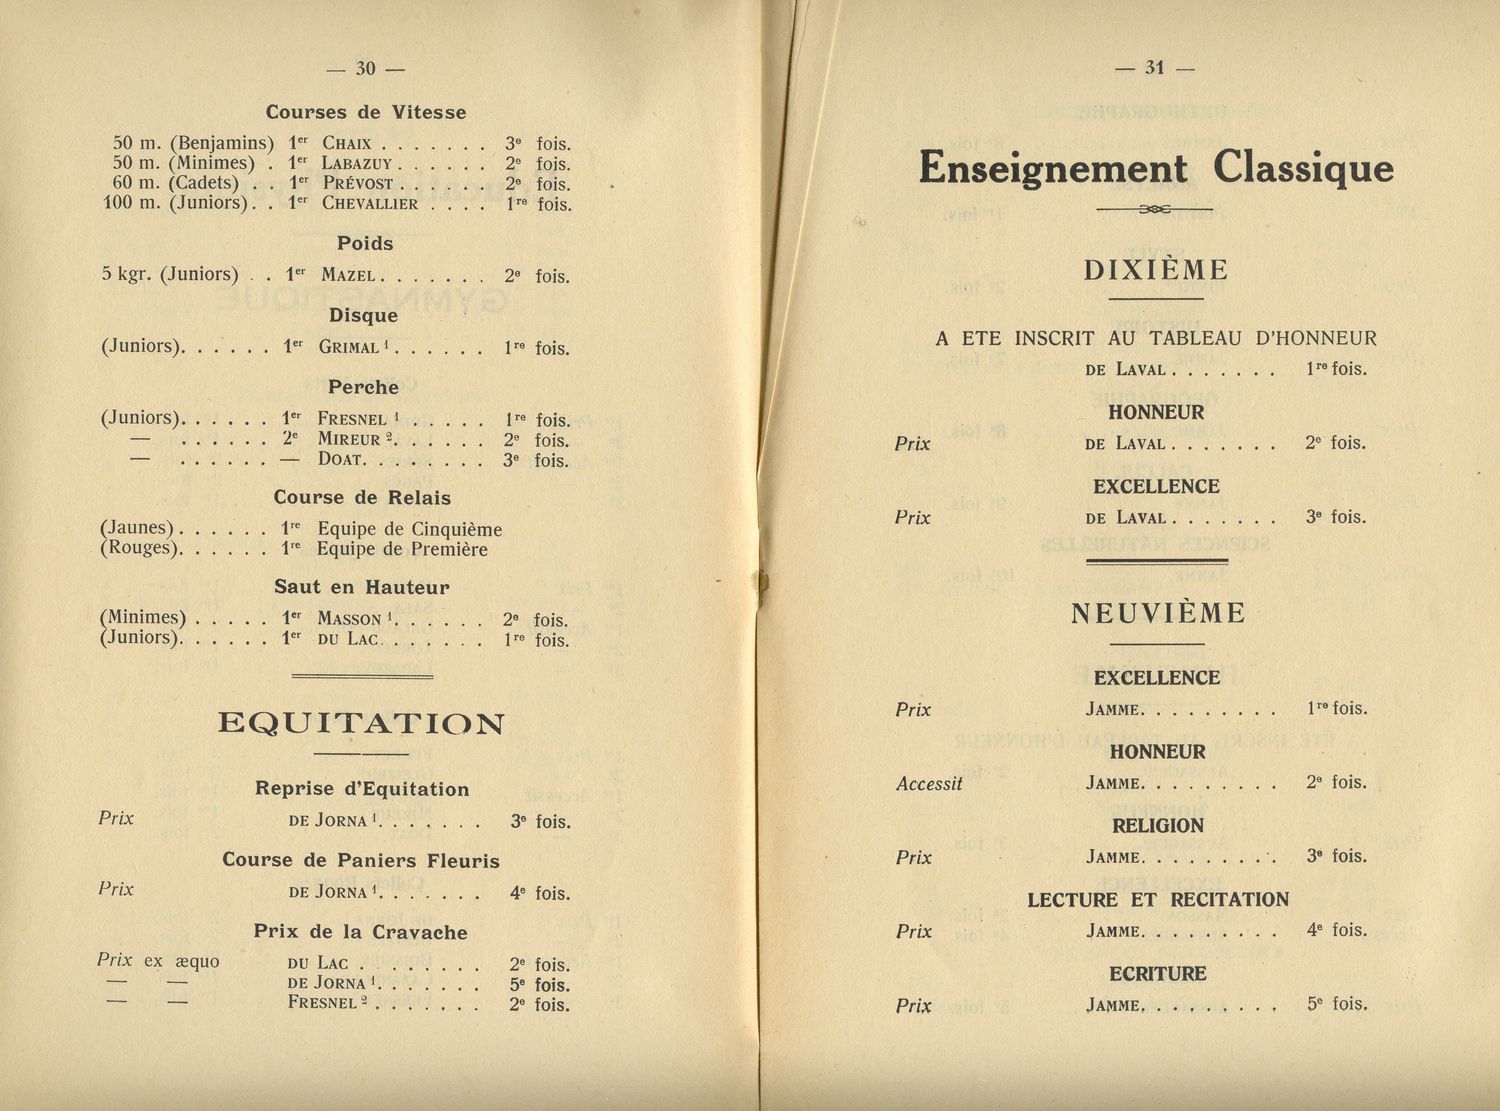 — 30 —
Courses de Vitesse
50 m. (Benjamins) 1er CHAIX . . . . . . . 3e fois.
50 m. (Minimes) . 1er LABAZUY . . . . . . 2e fois.
60 m. (Cadets) . . 1er PRÉVOST . . . . . . 2e fois.
100 m. (Juniors) . . 1er CHEVALLIER . . . . 1re fois.
Poids
5 kgr. (Juniors) . . 1er MAZEL . . . . . . . 2e fois.
Disque
(Juniors) . . . . . . 1er GRIMAL 1 . . . . . . 1re fois.
Perche
(Juniors) . . . . . . 1er FRESNEL 1 . . . . . 1re fois.
— . . . . . . 2e MIREUR 2 . . . . . . 2e fois.
— . . . . . . — DOAT . . . . . . . . 3e fois.
Course de Relais
(Jaunes) . . . . . . 1re Equipe de Cinquième
(Rouges) . . . . . . 1re Equipe de Première
Saut en Hauteur
(Minimes) . . . . . 1er MASSON 1 . . . . . . 2e fois.
(Juniors) . . . . . . 1er DU LAC . . . . . . . 1re fois.
EQUITATION
Reprise d'Equitation
Prix DE JORNA 1 . . . . . . . 3e fois.
Course de Paniers Fleuris
Prix DE JORNA 1 . . . . . . . 4e fois.
Prix de la Cravache
Prix ex æquo DU LAC . . . . . . . . 2e fois.
— — DE JORNA 1 . . . . . . . 5e fois.
— — FRESNEL 2 . . . . . . . 2e fois.
— 31 —
Enseignement Classique
DIXIÈME
A ETE INSCRIT AU TABLEAU D'HONNEUR
DE LAVAL . . . . . . . 1re fois.
HONNEUR
Prix DE LAVAL . . . . . . . 2e fois.
EXCELLENCE
Prix DE LAVAL . . . . . . . 3e fois.
NEUVIÈME
EXCELLENCE
Prix JAMME . . . . . . . . . 1re fois.
HONNEUR
Accessit JAMME . . . . . . . . . 2e fois.
RELIGION
Prix JAMME . . . . . . . . . 3e fois.
LECTURE ET RECITATION
Prix JAMME . . . . . . . . . 4e fois.
ECRITURE
Prix JAMME . . . . . . . . . 5e fois.